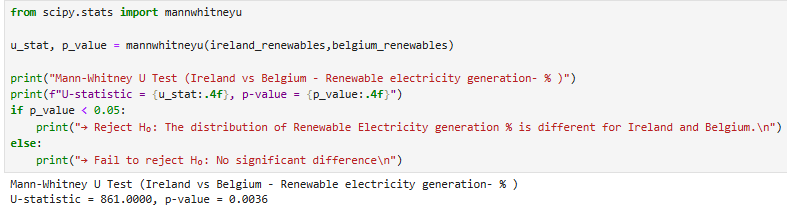 from scipy.stats import mannwhitneyu
u_stat, p_value = mannwhitneyu(ireland_renewables,belgium_renewables)
print("Mann-Whitney U Test (Ireland vs Belgium - Renewable electricity generation- % )")
print(f"U-statistic = {u_stat:.4f}, p-value = {p_value:.4f}")
if p_value < 0.05:
    print("→ Reject H₀: The distribution of Renewable Electricity generation % is different for Ireland and Belgium.\n")
else:
    print("→ Fail to reject H₀: No significant difference\n")
Mann-Whitney U Test (Ireland vs Belgium - Renewable electricity generation- % )
U-statistic = 861.0000, p-value = 0.0036